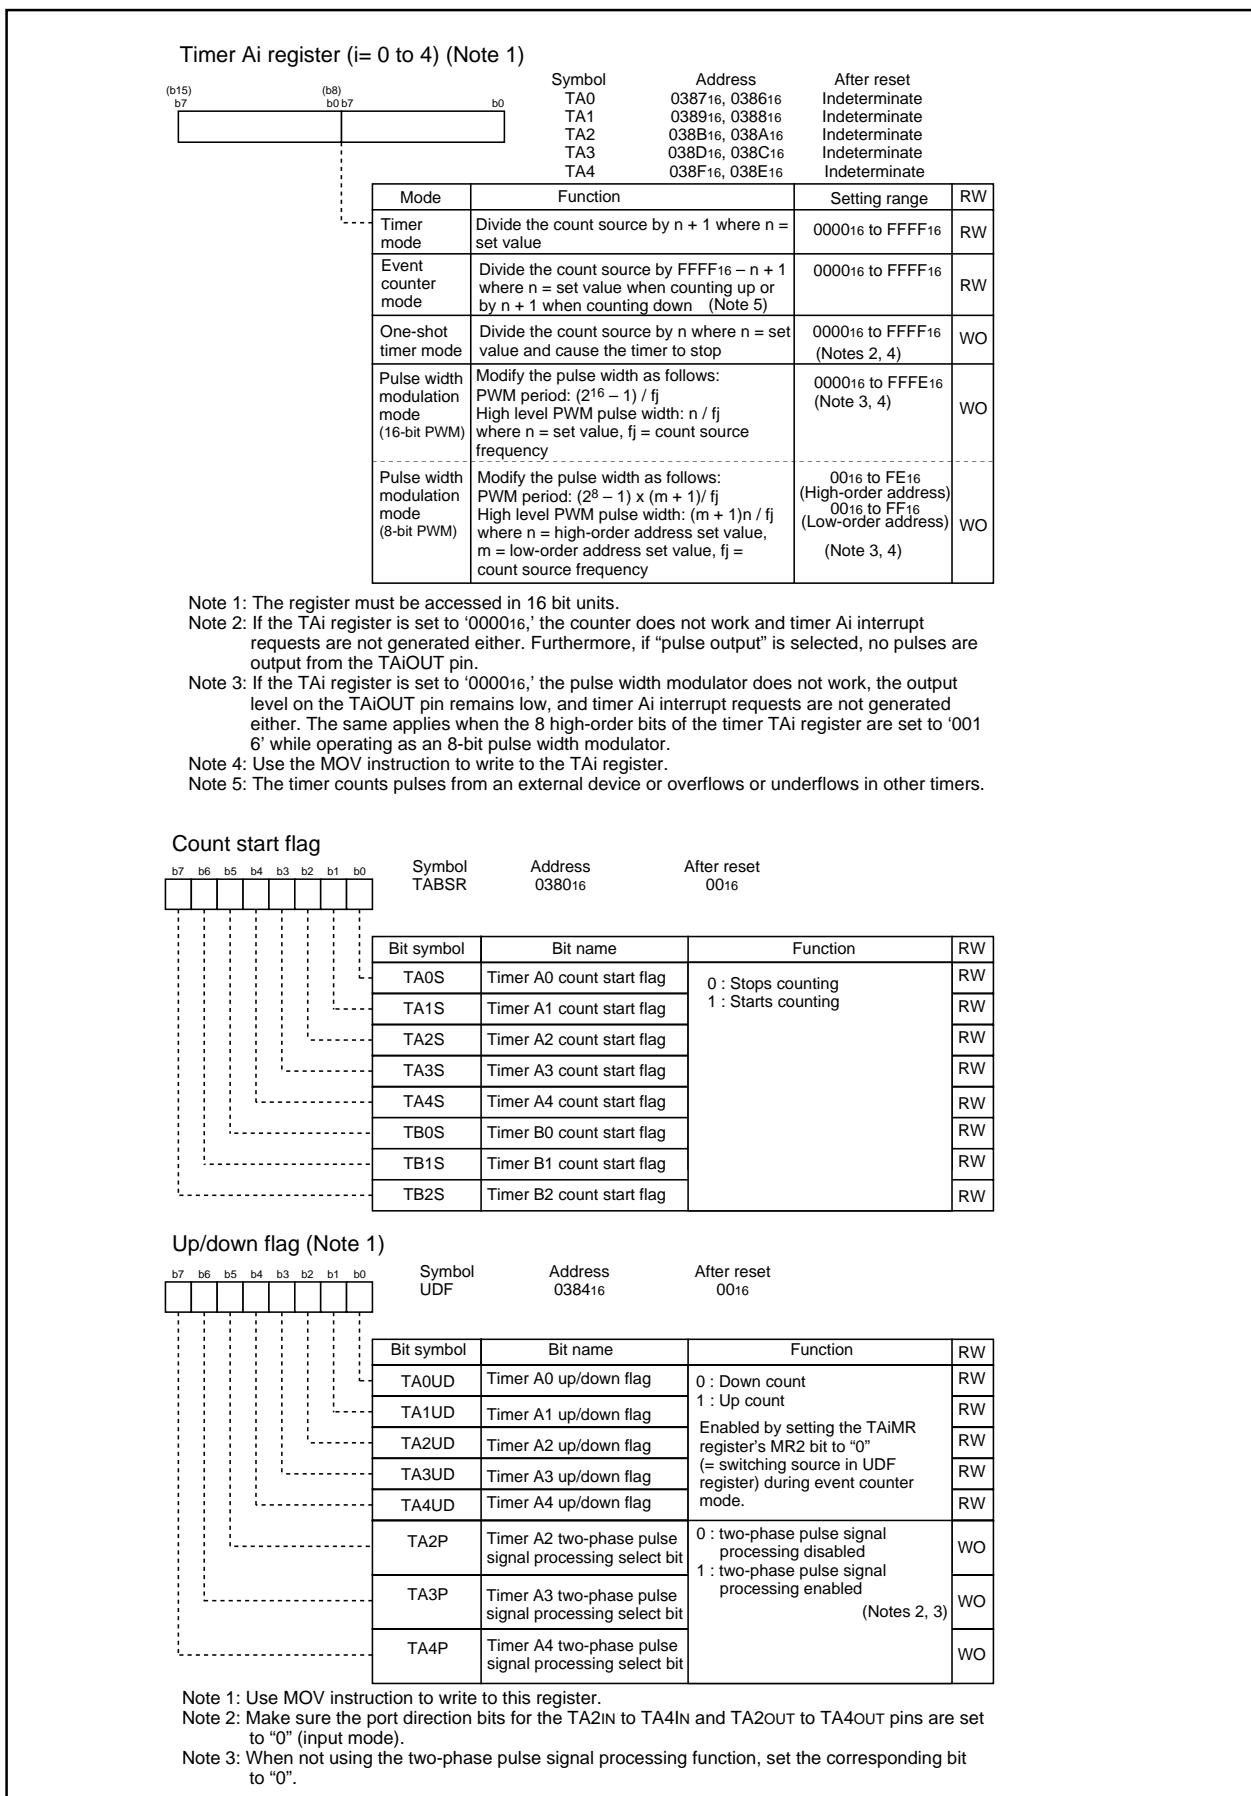 Timer Ai register (i= 0 to 4) (Note 1)
Symbol Address After reset
TA0 038716, 038616 Indeterminate
TA1 038916, 038816 Indeterminate
TA2 038B16, 038A16 Indeterminate
TA3 038D16, 038C16 Indeterminate
TA4 038F16, 038E16 Indeterminate
(b15) (b8)
b7 b0 b7 b0
Mode Function Setting range RW
Timer mode Divide the count source by n + 1 where n = set value 000016 to FFFF16 RW
Event counter mode Divide the count source by FFFF16 – n + 1 where n = set value when counting up or by n + 1 when counting down (Note 5) 000016 to FFFF16 RW
One-shot timer mode Divide the count source by n where n = set value and cause the timer to stop 000016 to FFFF16 (Notes 2, 4) WO
Pulse width modulation mode (16-bit PWM) Modify the pulse width as follows:
PWM period: (2^16 – 1) / fj
High level PWM pulse width: n / fj
where n = set value, fj = count source frequency
000016 to FFFE16 (Note 3, 4) WO
Pulse width modulation mode (8-bit PWM) Modify the pulse width as follows:
PWM period: (2^8 – 1) x (m + 1)/ fj
High level PWM pulse width: (m + 1)n / fj
where n = high-order address set value,
m = low-order address set value, fj =
count source frequency
0016 to FE16
(High-order address)
0016 to FF16
(Low-order address)
(Note 3, 4)
WO
Note 1: The register must be accessed in 16 bit units.
Note 2: If the TAi register is set to ‘000016,’ the counter does not work and timer Ai interrupt
requests are not generated either. Furthermore, if “pulse output” is selected, no pulses are
output from the TAiOUT pin.
Note 3: If the TAi register is set to ‘000016,’ the pulse width modulator does not work, the output
level on the TAiOUT pin remains low, and timer Ai interrupt requests are not generated
either. The same applies when the 8 high-order bits of the timer TAi register are set to ‘001
6’ while operating as an 8-bit pulse width modulator.
Note 4: Use the MOV instruction to write to the TAi register.
Note 5: The timer counts pulses from an external device or overflows or underflows in other timers.
Count start flag
b7 b6 b5 b4 b3 b2 b1 b0
Symbol Address After reset
TABSR 038016 0016
Bit symbol Bit name Function RW
TA0S Timer A0 count start flag RW
0 : Stops counting
1 : Starts counting
TA1S Timer A1 count start flag RW
TA2S Timer A2 count start flag RW
TA3S Timer A3 count start flag RW
TA4S Timer A4 count start flag RW
TB0S Timer B0 count start flag RW
TB1S Timer B1 count start flag RW
TB2S Timer B2 count start flag RW
Up/down flag (Note 1)
b7 b6 b5 b4 b3 b2 b1 b0
Symbol Address After reset
UDF 038416 0016
Bit symbol Bit name Function RW
TA0UD Timer A0 up/down flag RW
TA1UD Timer A1 up/down flag RW
TA2UD Timer A2 up/down flag RW
TA3UD Timer A3 up/down flag RW
TA4UD Timer A4 up/down flag RW
0 : Down count
1 : Up count
Enabled by setting the TAiMR
register’s MR2 bit to “0”
(= switching source in UDF
register) during event counter
mode.
TA2P Timer A2 two-phase pulse signal processing select bit WO
TA3P Timer A3 two-phase pulse signal processing select bit WO
TA4P Timer A4 two-phase pulse signal processing select bit WO
0 : two-phase pulse signal
processing disabled
1 : two-phase pulse signal
processing enabled
(Notes 2, 3)
Note 1: Use MOV instruction to write to this register.
Note 2: Make sure the port direction bits for the TA2IN to TA4IN and TA2OUT to TA4OUT pins are set
to “0” (input mode).
Note 3: When not using the two-phase pulse signal processing function, set the corresponding bit
to “0”.